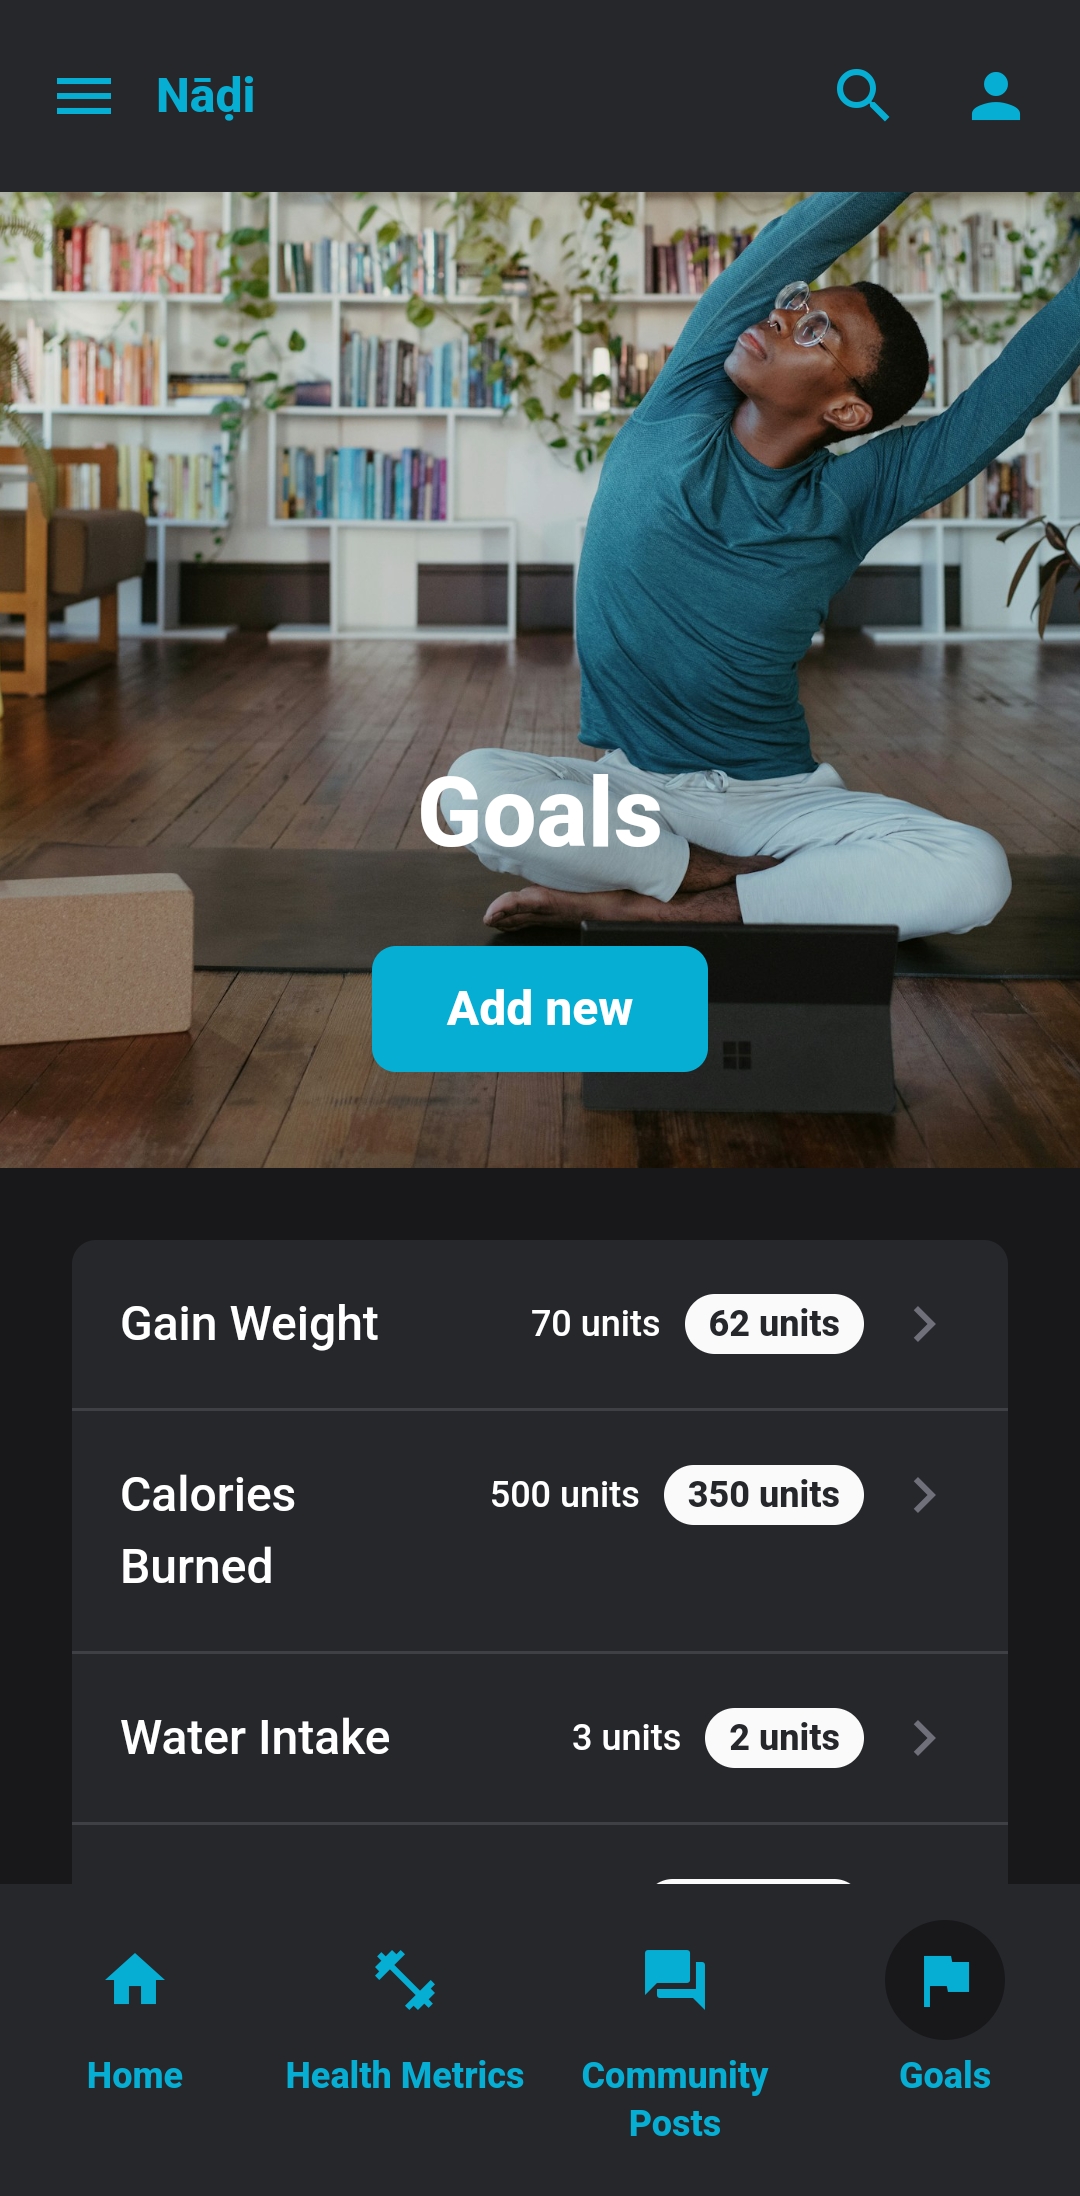 Nāḍi
Goals
Add new
Gain Weight 70 units 62 units
Calories Burned 500 units 350 units
Water Intake 3 units 2 units
Home Health Metrics Community Posts Goals